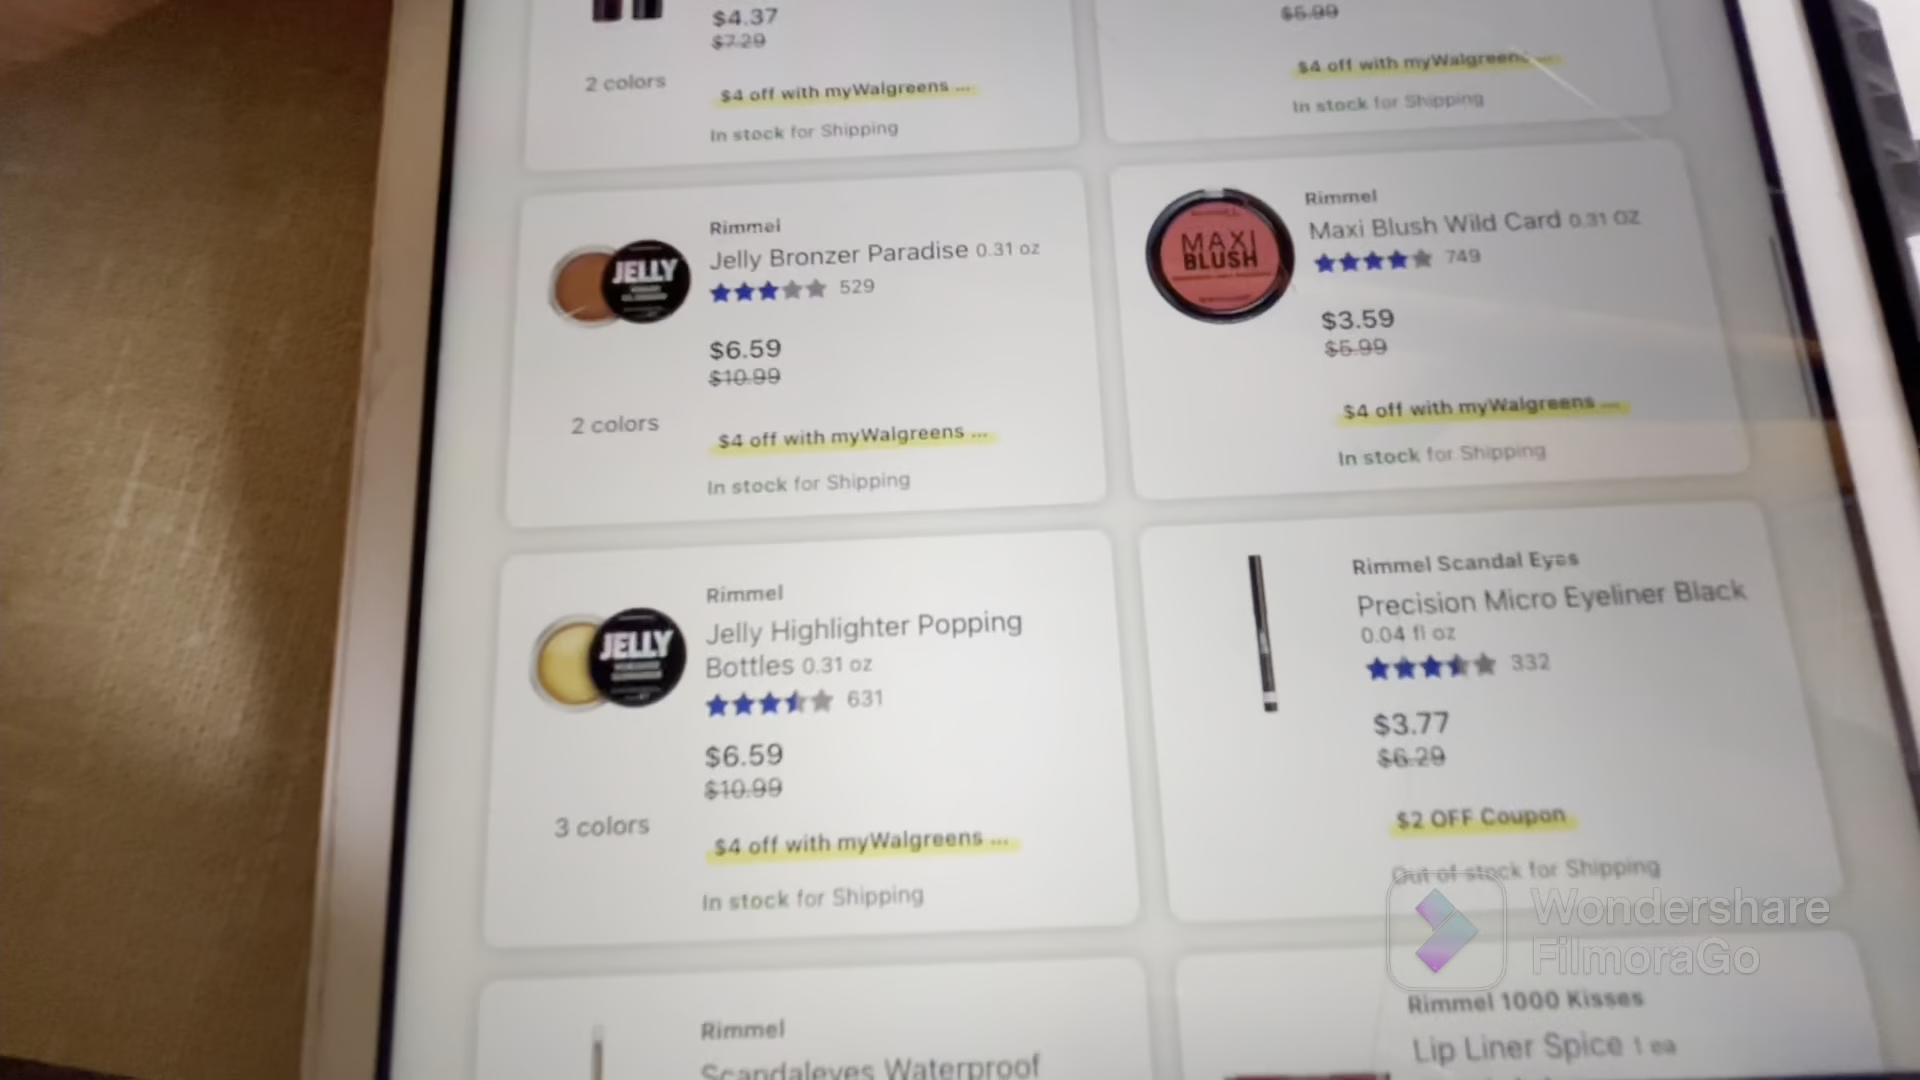 $4.37
$7.29
2 colors
$4 off with myWalgreens ...
In stock for Shipping
$5.99
$4 off with myWalgreens ...
In stock for Shipping
JELLY
Rimmel
Jelly Bronzer Paradise 0.31 oz
529
$6.59
$10.99
2 colors
$4 off with myWalgreens ...
In stock for Shipping
MAXI
BLUSH
Rimmel
Maxi Blush Wild Card 0.31 OZ
749
$3.59
$5.99
$4 off with myWalgreens ...
In stock for Shipping
JELLY
Rimmel
Jelly Highlighter Popping
Bottles 0.31 oz
631
$6.59
$10.99
3 colors
$4 off with myWalgreens ...
In stock for Shipping
Rimmel Scandal Eyes
Precision Micro Eyeliner Black
0.04 fl oz
332
$3.77
$6.29
$2 OFF Coupon
Out of stock for Shipping
Wondershare
FilmoraGo
Rimmel
Scandaleyes Waterproof
Rimmel 1000 Kisses
Lip Liner Spice 1 ea